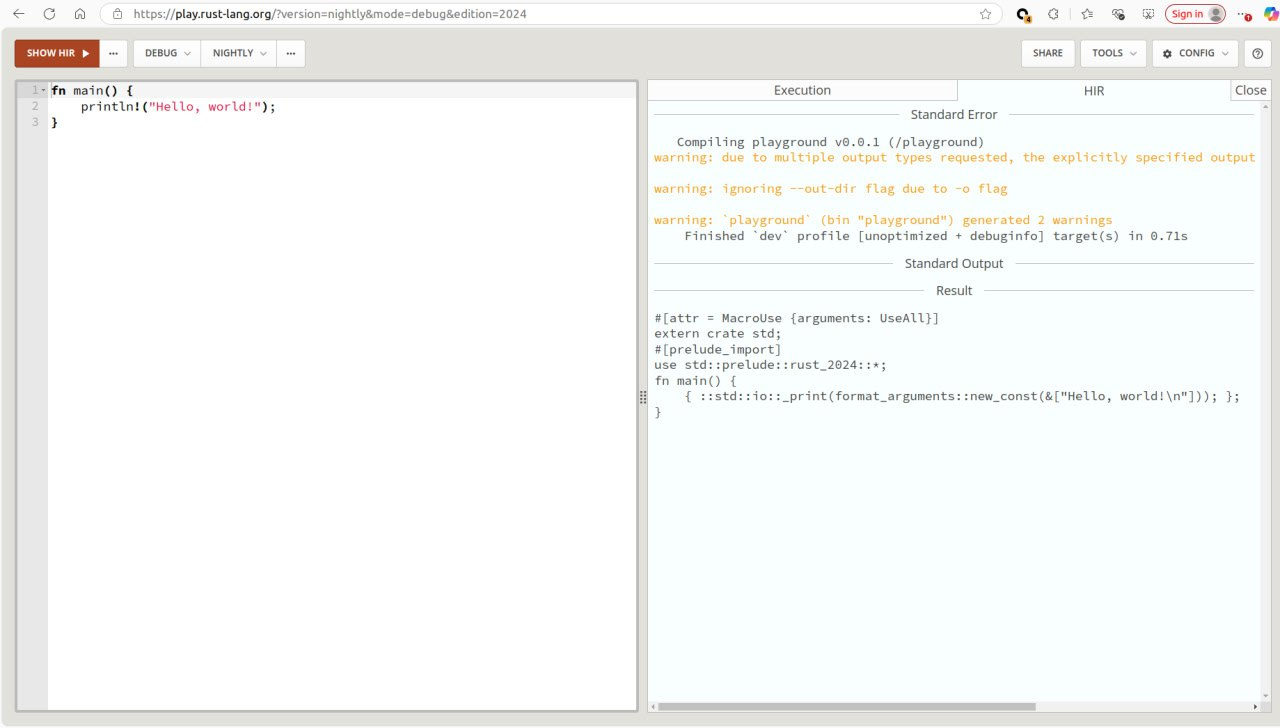 https://play.rust-lang.org/?version=nightly&mode=debug&edition=2024
4
Sign in
SHOW HIR
DEBUG
NIGHTLY
SHARE
TOOLS
CONFIG
1 fn main() {
2     println!("Hello, world!");
3 }
Execution
HIR
Close
Standard Error
   Compiling playground v0.0.1 (/playground)
warning: due to multiple output types requested, the explicitly specified output
warning: ignoring --out-dir flag due to -o flag
warning: `playground` (bin "playground") generated 2 warnings
    Finished `dev` profile [unoptimized + debuginfo] target(s) in 0.71s
Standard Output
Result
#[attr = MacroUse {arguments: UseAll}]
extern crate std;
#[prelude_import]
use std::prelude::rust_2024::*;
fn main() {
    { ::std::io::_print(format_arguments::new_const(&["Hello, world!\n"])); };
}